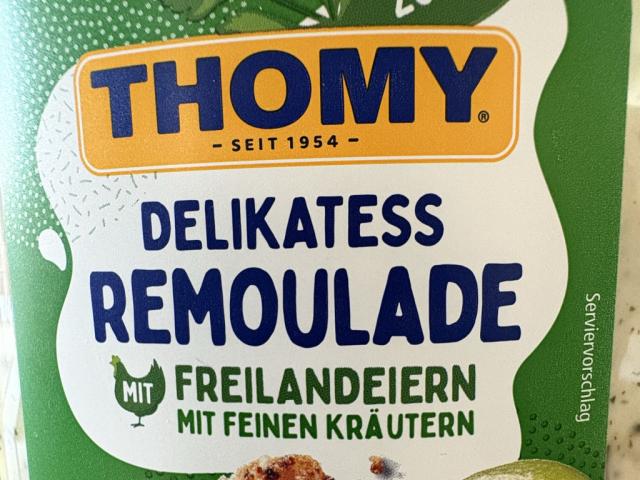 THOMY®
- SEIT 1954 -
DELIKATESS
REMOULADE
MIT FREILANDEIERN
MIT FEINEN KRÄUTERN
Serviervorschlag